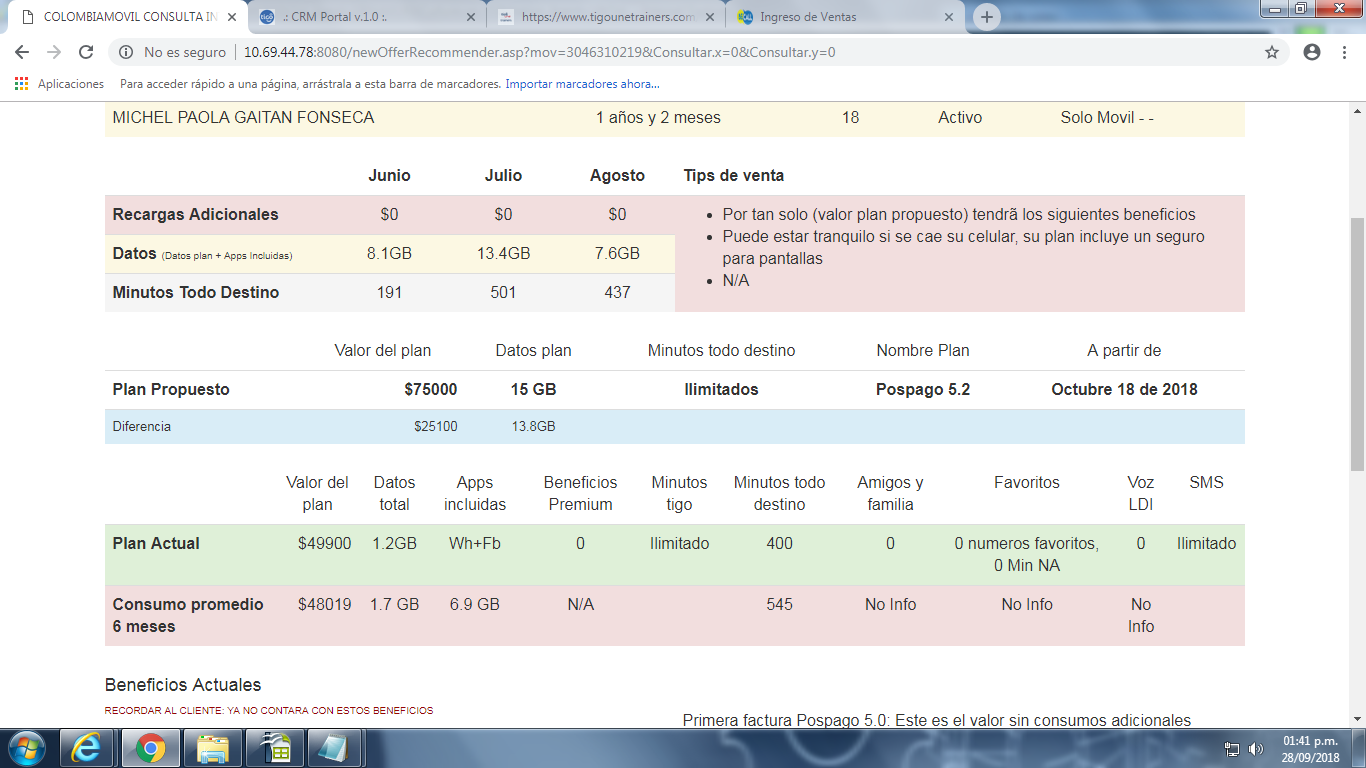 COLOMBIAMOVIL CONSULTA IN
.: CRM Portal v.1.0 :.
https://www.tigounetrainers.com
Ingreso de Ventas
No es seguro | 10.69.44.78:8080/newOfferRecommender.asp?mov=3046310219&Consultar.x=0&Consultar.y=0
Aplicaciones Para acceder rápido a una página, arrástrala a esta barra de marcadores. Importar marcadores ahora...
MICHEL PAOLA GAITAN FONSECA 1 años y 2 meses 18 Activo Solo Movil - -
Junio Julio Agosto Tips de venta
Recargas Adicionales $0 $0 $0
Datos (Datos plan + Apps Incluidas) 8.1GB 13.4GB 7.6GB
Minutos Todo Destino 191 501 437
• Por tan solo (valor plan propuesto) tendrã los siguientes beneficios
• Puede estar tranquilo si se cae su celular, su plan incluye un seguro
para pantallas
• N/A
Valor del plan Datos plan Minutos todo destino Nombre Plan A partir de
Plan Propuesto $75000 15 GB Ilimitados Pospago 5.2 Octubre 18 de 2018
Diferencia $25100 13.8GB
Valor del Datos Apps Beneficios Minutos Minutos todo Amigos y Favoritos Voz SMS
plan total incluidas Premium tigo destino familia LDI
Plan Actual $49900 1.2GB Wh+Fb 0 Ilimitado 400 0 0 numeros favoritos, 0 Ilimitado
0 Min NA
Consumo promedio $48019 1.7 GB 6.9 GB N/A 545 No Info No Info No
6 meses Info
Beneficios Actuales
RECORDAR AL CLIENTE: YA NO CONTARA CON ESTOS BENEFICIOS
Primera factura Pospago 5.0: Este es el valor sin consumos adicionales
01:41 p.m.
28/09/2018